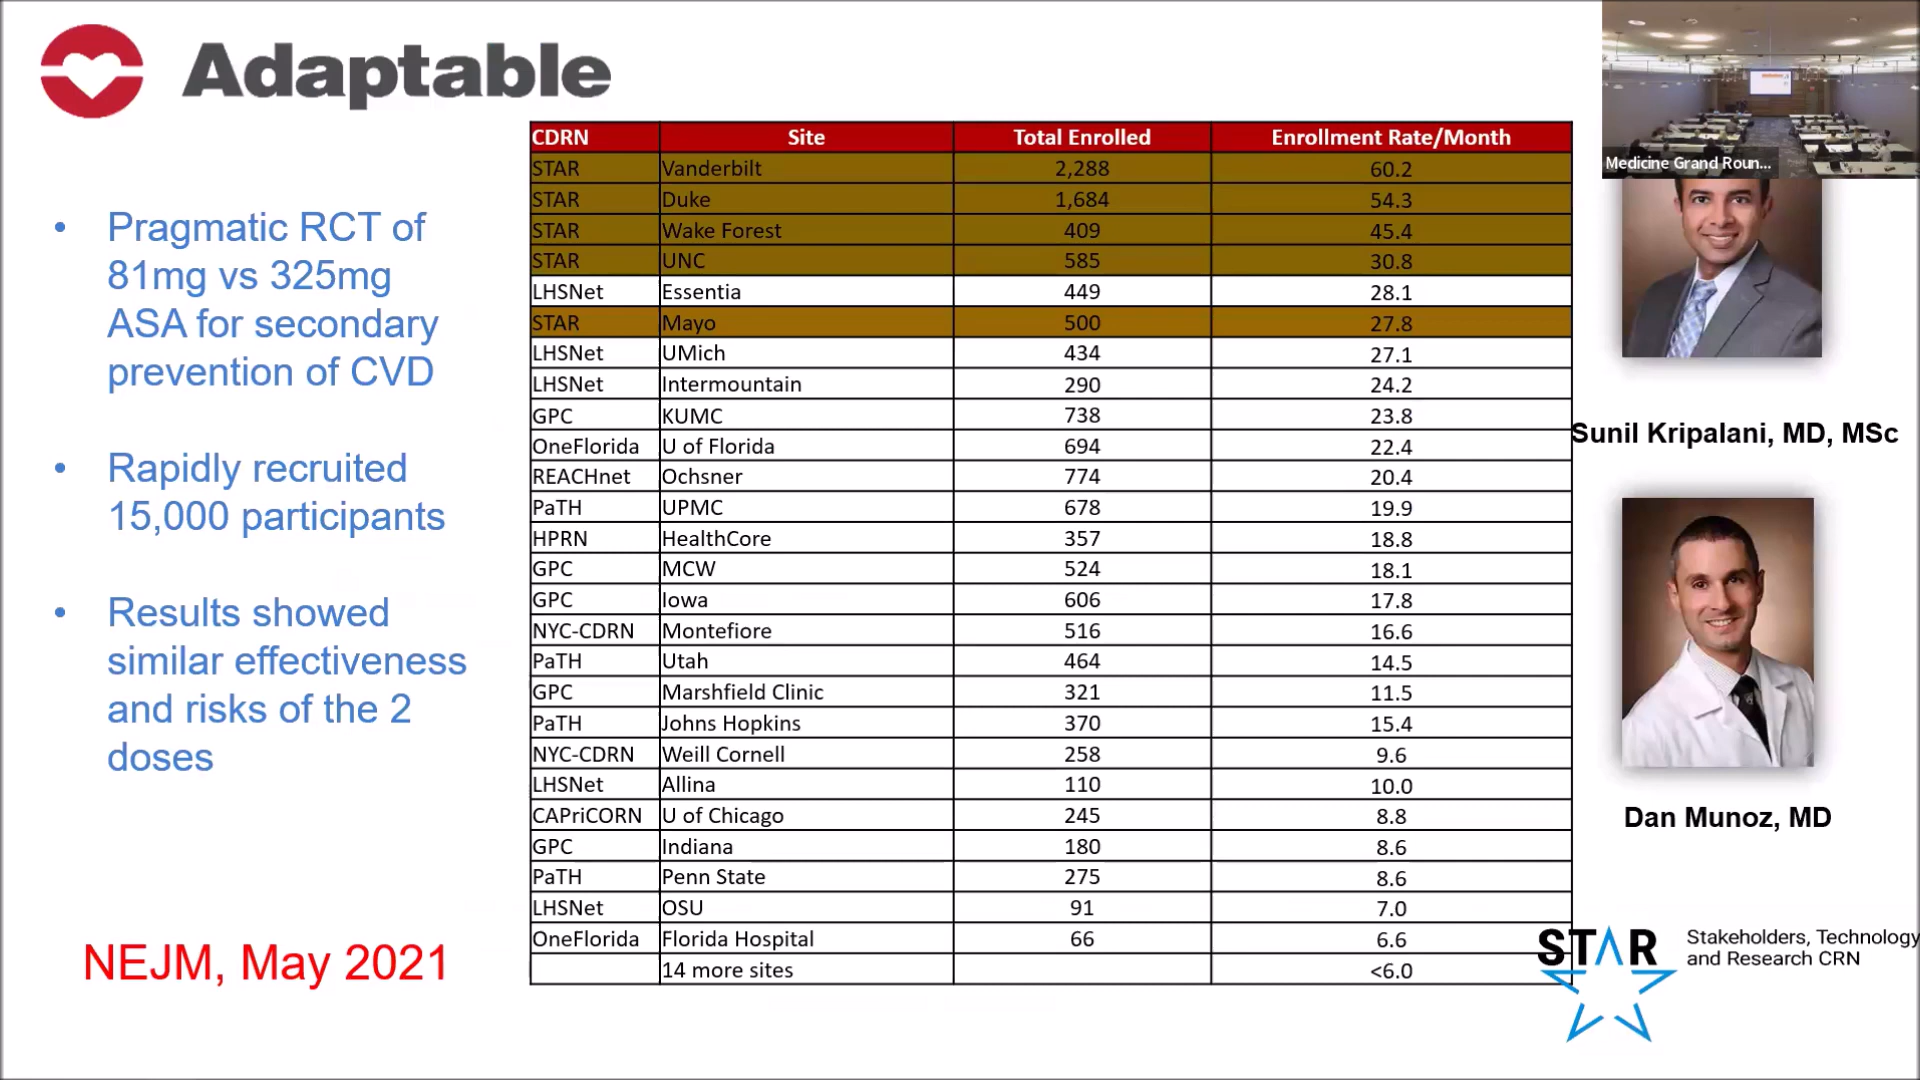 Adaptable
Medicine Grand Roun...
• Pragmatic RCT of
81mg vs 325mg
ASA for secondary
prevention of CVD
• Rapidly recruited
15,000 participants
• Results showed
similar effectiveness
and risks of the 2
doses
NEJM, May 2021
CDRN Site Total Enrolled Enrollment Rate/Month
STAR Vanderbilt 2,288 60.2
STAR Duke 1,684 54.3
STAR Wake Forest 409 45.4
STAR UNC 585 30.8
LHSNet Essentia 449 28.1
STAR Mayo 500 27.8
LHSNet UMich 434 27.1
LHSNet Intermountain 290 24.2
GPC KUMC 738 23.8
OneFlorida U of Florida 694 22.4
REACHnet Ochsner 774 20.4
PaTH UPMC 678 19.9
HPRN HealthCore 357 18.8
GPC MCW 524 18.1
GPC Iowa 606 17.8
NYC-CDRN Montefiore 516 16.6
PaTH Utah 464 14.5
GPC Marshfield Clinic 321 11.5
PaTH Johns Hopkins 370 15.4
NYC-CDRN Weill Cornell 258 9.6
LHSNet Allina 110 10.0
CAPriCORN U of Chicago 245 8.8
GPC Indiana 180 8.6
PaTH Penn State 275 8.6
LHSNet OSU 91 7.0
OneFlorida Florida Hospital 66 6.6
14 more sites <6.0
Sunil Kripalani, MD, MSc
Dan Munoz, MD
STAR
Stakeholders, Technology
and Research CRN